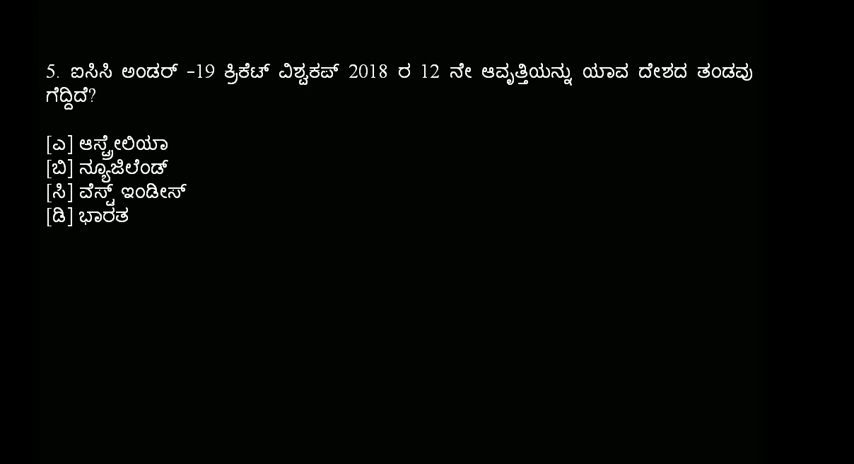 5. ಐಸಿಸಿ ಅಂಡರ್ -19 ಕ್ರಿಕೆಟ್ ವಿಶ್ವಕಪ್ 2018 ರ 12 ನೇ ಆವೃತ್ತಿಯನ್ನು ಯಾವ ದೇಶದ ತಂಡವು
ಗೆದ್ದಿದೆ?
[ಎ] ಆಸ್ಟ್ರೇಲಿಯಾ
[ಬಿ] ನ್ಯೂಜಿಲೆಂಡ್
[ಸಿ] ವೆಸ್ಟ್ ಇಂಡೀಸ್
[ಡಿ] ಭಾರತ